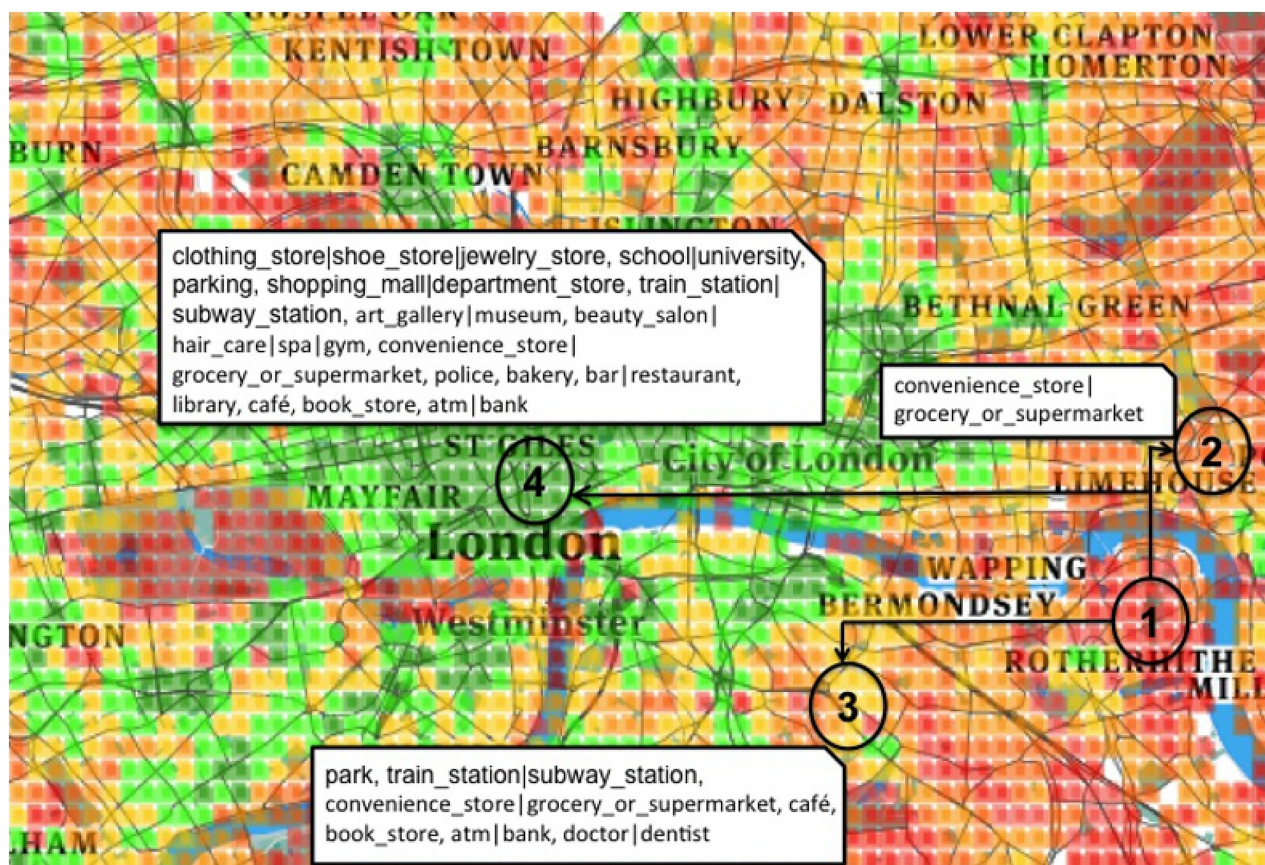 GOSPEL OAK
KENTISH TOWN
LOWER CLAPTON
HOMERTON
HIGHBURY
DALSTON
BURN
BARNSBURY
CAMDEN TOWN
ISLINGTON
clothing_store|shoe_store|jewelry_store, school|university,
parking, shopping_mall|department_store, train_station|
subway_station, art_gallery|museum, beauty_salon|
hair_care|spa|gym, convenience_store|
grocery_or_supermarket, police, bakery, bar|restaurant,
library, café, book_store, atm|bank
BETHNAL GREEN
convenience_store|
grocery_or_supermarket
2
ST GILES
City of London
4
MAYFAIR
LIMEHOUSE
London
WAPPING
BERMONDSEY
1
Westminster
NGTON
ROTHERHITHE
MILL
3
park, train_station|subway_station,
convenience_store|grocery_or_supermarket, café,
book_store, atm|bank, doctor|dentist
LHAM